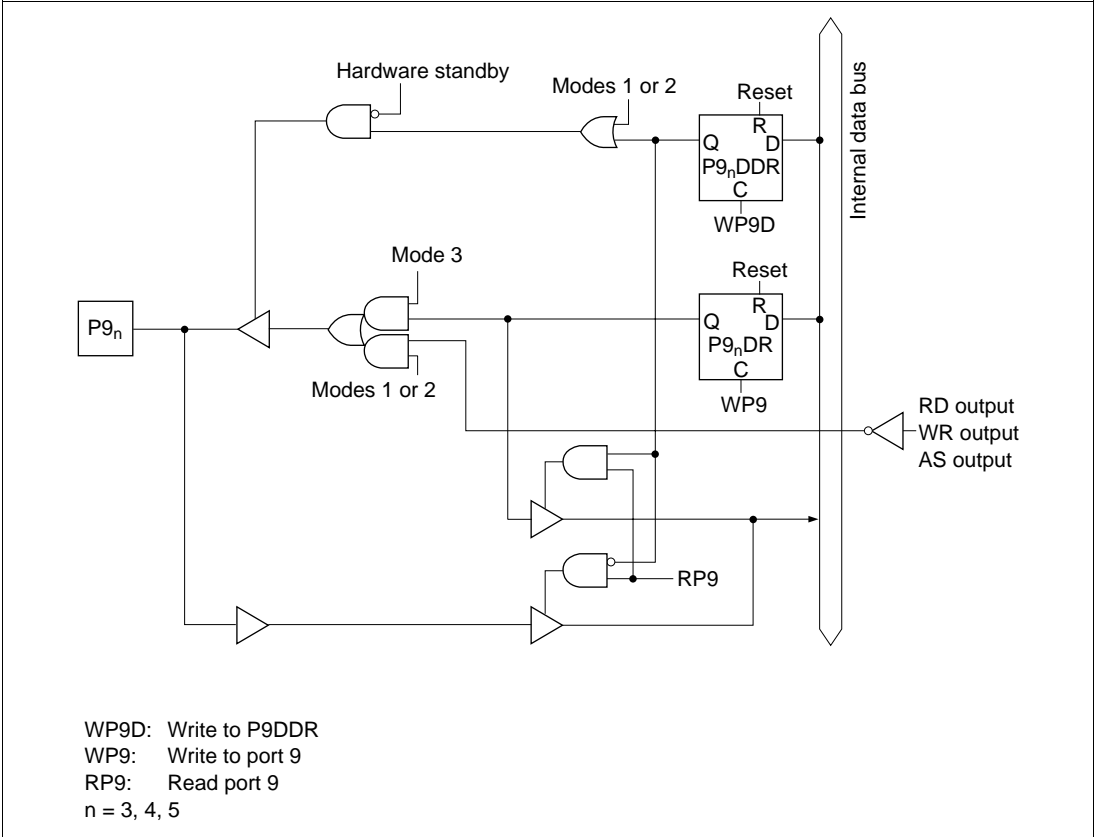 Hardware standby
Modes 1 or 2
Reset
R
Q D
P9nDDR
C
WP9D
Internal data bus
Mode 3
Reset
R
Q D
P9nDR
C
WP9
P9n
Modes 1 or 2
RD output
WR output
AS output
RP9
WP9D: Write to P9DDR
WP9: Write to port 9
RP9: Read port 9
n = 3, 4, 5